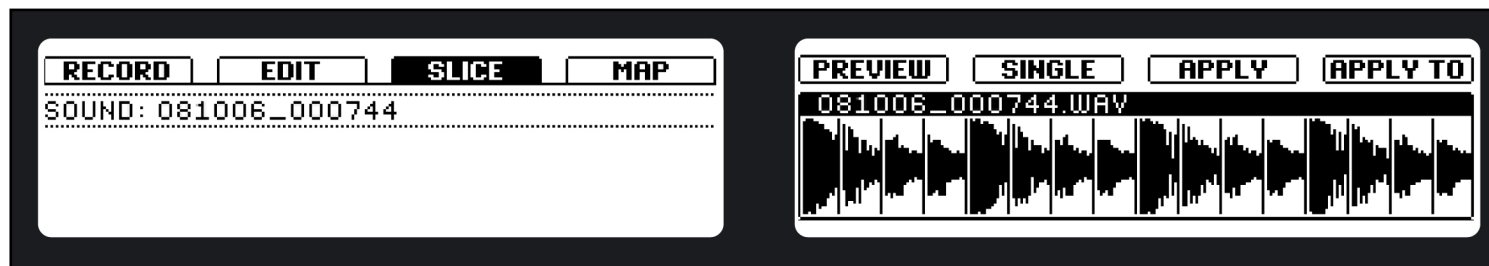 RECORD EDIT SLICE MAP
SOUND: 081006_000744
PREVIEW SINGLE APPLY APPLY TO
081006_000744.WAV